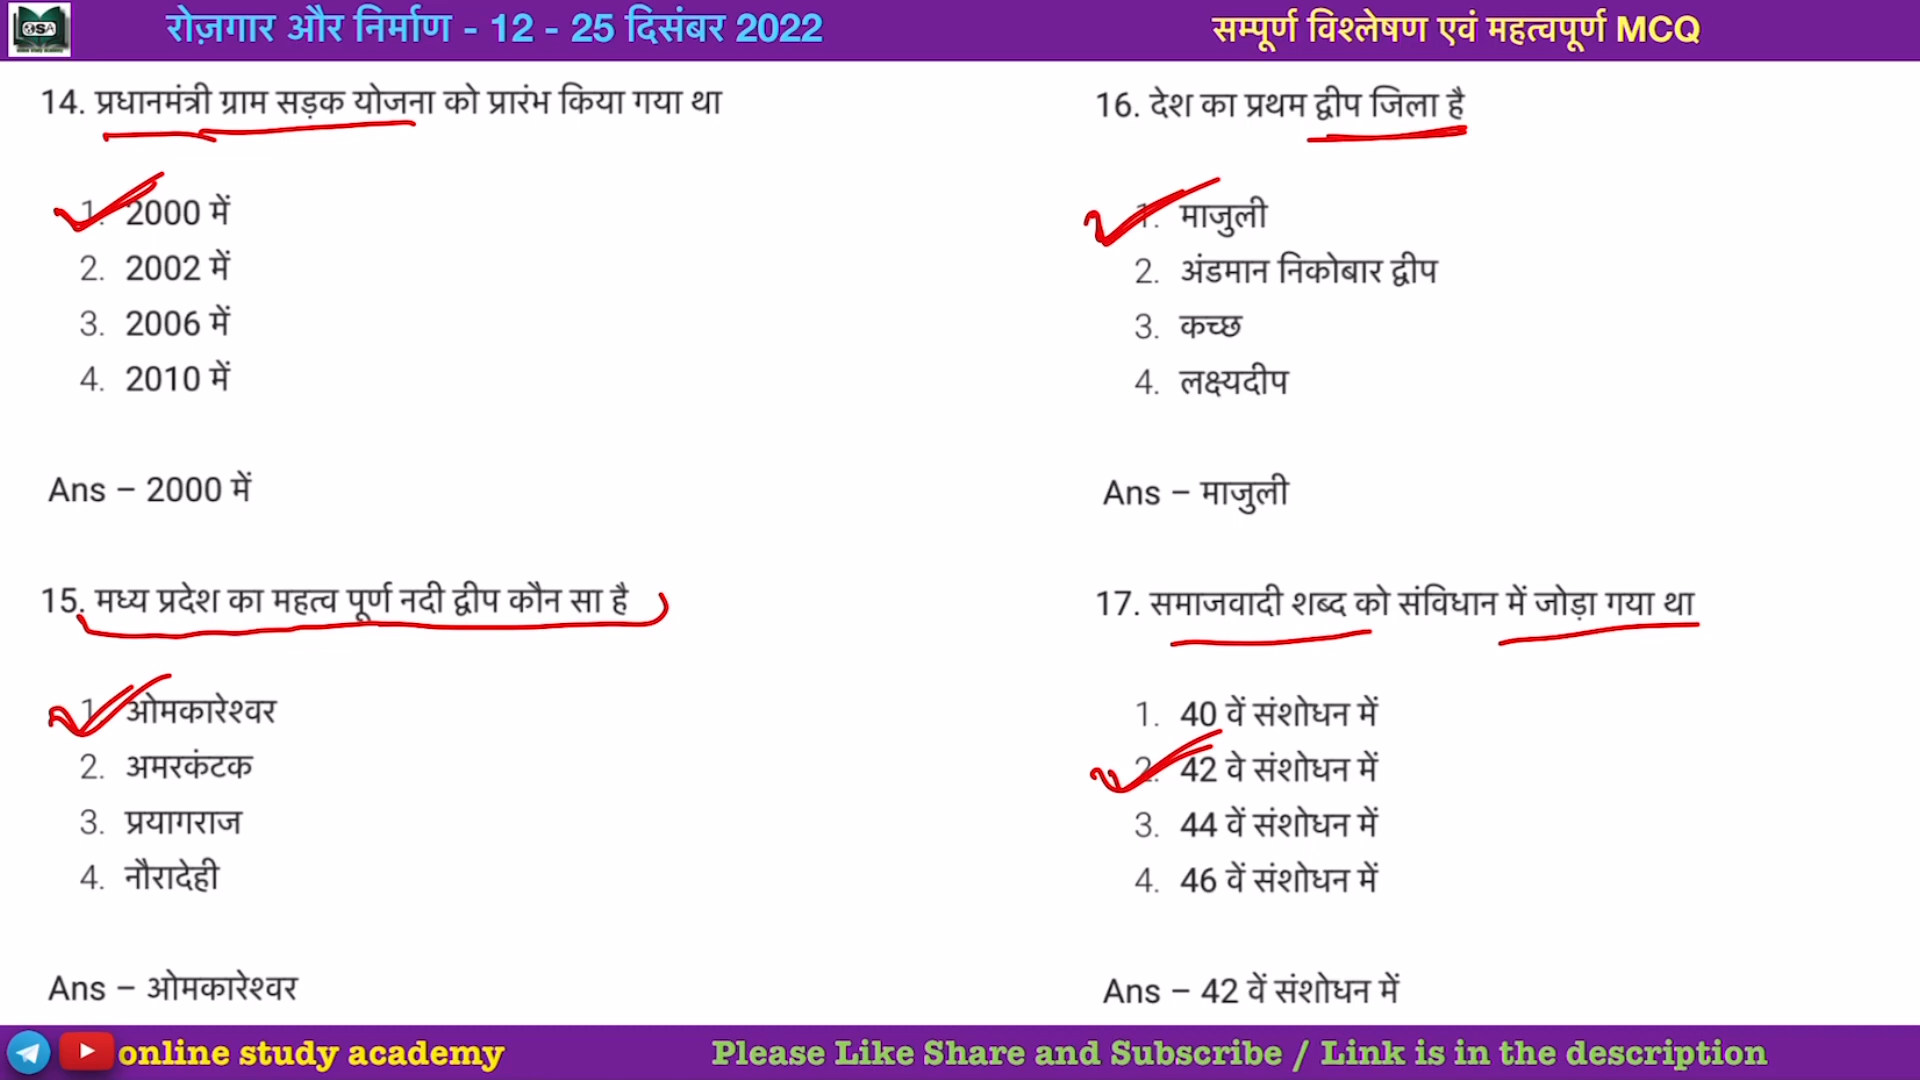 रोज़गार और निर्माण - 12 - 25 दिसंबर 2022
सम्पूर्ण विश्लेषण एवं महत्वपूर्ण MCQ
14. प्रधानमंत्री ग्राम सड़क योजना को प्रारंभ किया गया था
1. 2000 में
2. 2002 में
3. 2006 में
4. 2010 में
Ans – 2000 में
15. मध्य प्रदेश का महत्व पूर्ण नदी द्वीप कौन सा है
1. ओमकारेश्वर
2. अमरकंटक
3. प्रयागराज
4. नौरादेही
Ans – ओमकारेश्वर
16. देश का प्रथम द्वीप जिला है
1. माजुली
2. अंडमान निकोबार द्वीप
3. कच्छ
4. लक्ष्यदीप
Ans – माजुली
17. समाजवादी शब्द को संविधान में जोड़ा गया था
1. 40 वें संशोधन में
2. 42 वे संशोधन में
3. 44 वें संशोधन में
4. 46 वें संशोधन में
Ans – 42 वें संशोधन में
online study academy
Please Like Share and Subscribe / Link is in the description